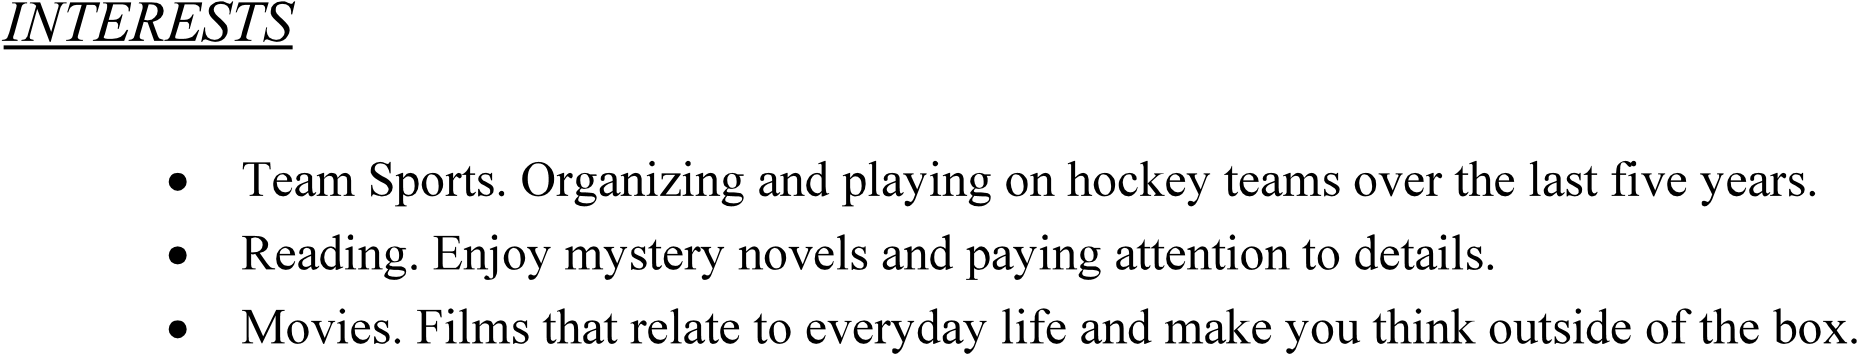 INTERESTS
• Team Sports. Organizing and playing on hockey teams over the last five years.
• Reading. Enjoy mystery novels and paying attention to details.
• Movies. Films that relate to everyday life and make you think outside of the box.